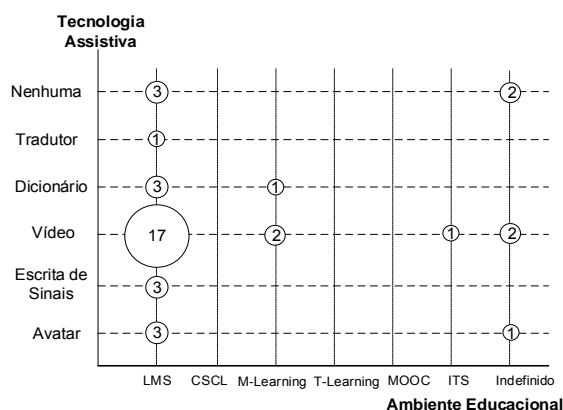 Tecnologia
Assistiva
Nenhuma
3
2
Tradutor
1
Dicionário
3
1
Vídeo
17
2
1
2
Escrita de
Sinais
3
Avatar
3
1
LMS CSCL M-Learning T-Learning MOOC ITS Indefinido
Ambiente Educacional